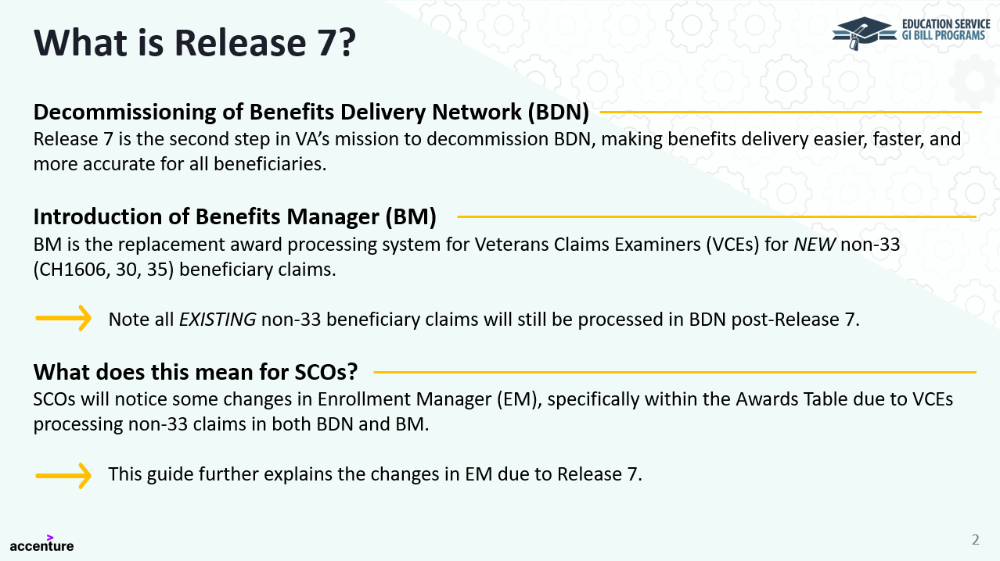 What is Release 7?
EDUCATION SERVICE
GI BILL PROGRAMS
Decommissioning of Benefits Delivery Network (BDN)
Release 7 is the second step in VA’s mission to decommission BDN, making benefits delivery easier, faster, and
more accurate for all beneficiaries.
Introduction of Benefits Manager (BM)
BM is the replacement award processing system for Veterans Claims Examiners (VCEs) for NEW non-33
(CH1606, 30, 35) beneficiary claims.
Note all EXISTING non-33 beneficiary claims will still be processed in BDN post-Release 7.
What does this mean for SCOs?
SCOs will notice some changes in Enrollment Manager (EM), specifically within the Awards Table due to VCEs
processing non-33 claims in both BDN and BM.
This guide further explains the changes in EM due to Release 7.
accenture
2